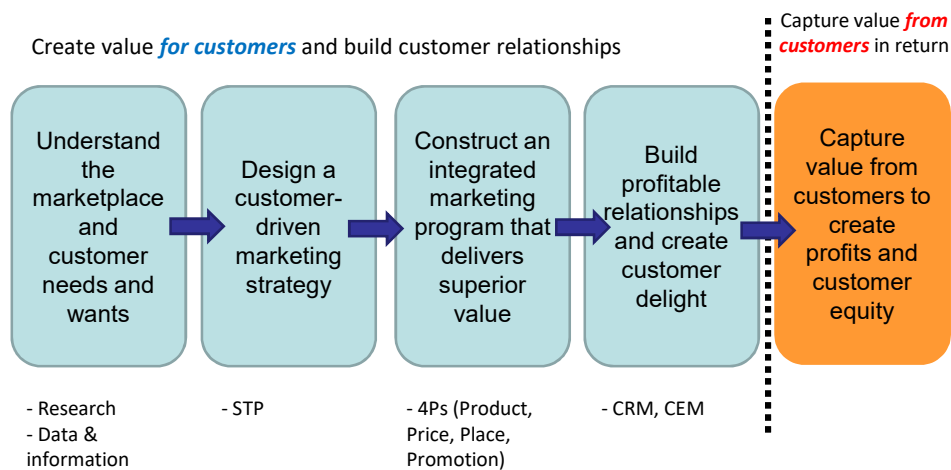 Create value for customers and build customer relationships
Capture value from
customers in return
Understand
the
marketplace
and
customer
needs and
wants
Design a
customer-
driven
marketing
strategy
Construct an
integrated
marketing
program that
delivers
superior
value
Build
profitable
relationships
and create
customer
delight
Capture
value from
customers to
create
profits and
customer
equity
- Research
- Data &
information
- STP
- 4Ps (Product,
Price, Place,
Promotion)
- CRM, CEM